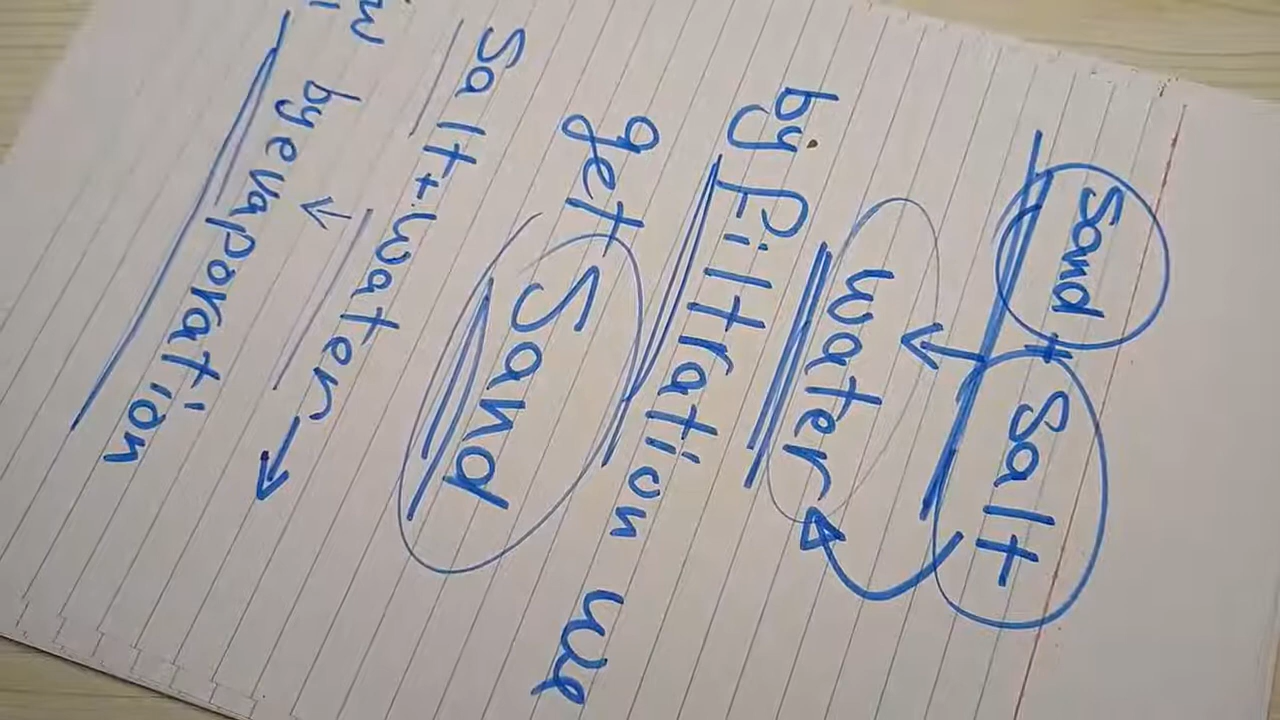 Sand + Salt
water
by filtration we
get Sand
Salt + water →
by evaporation